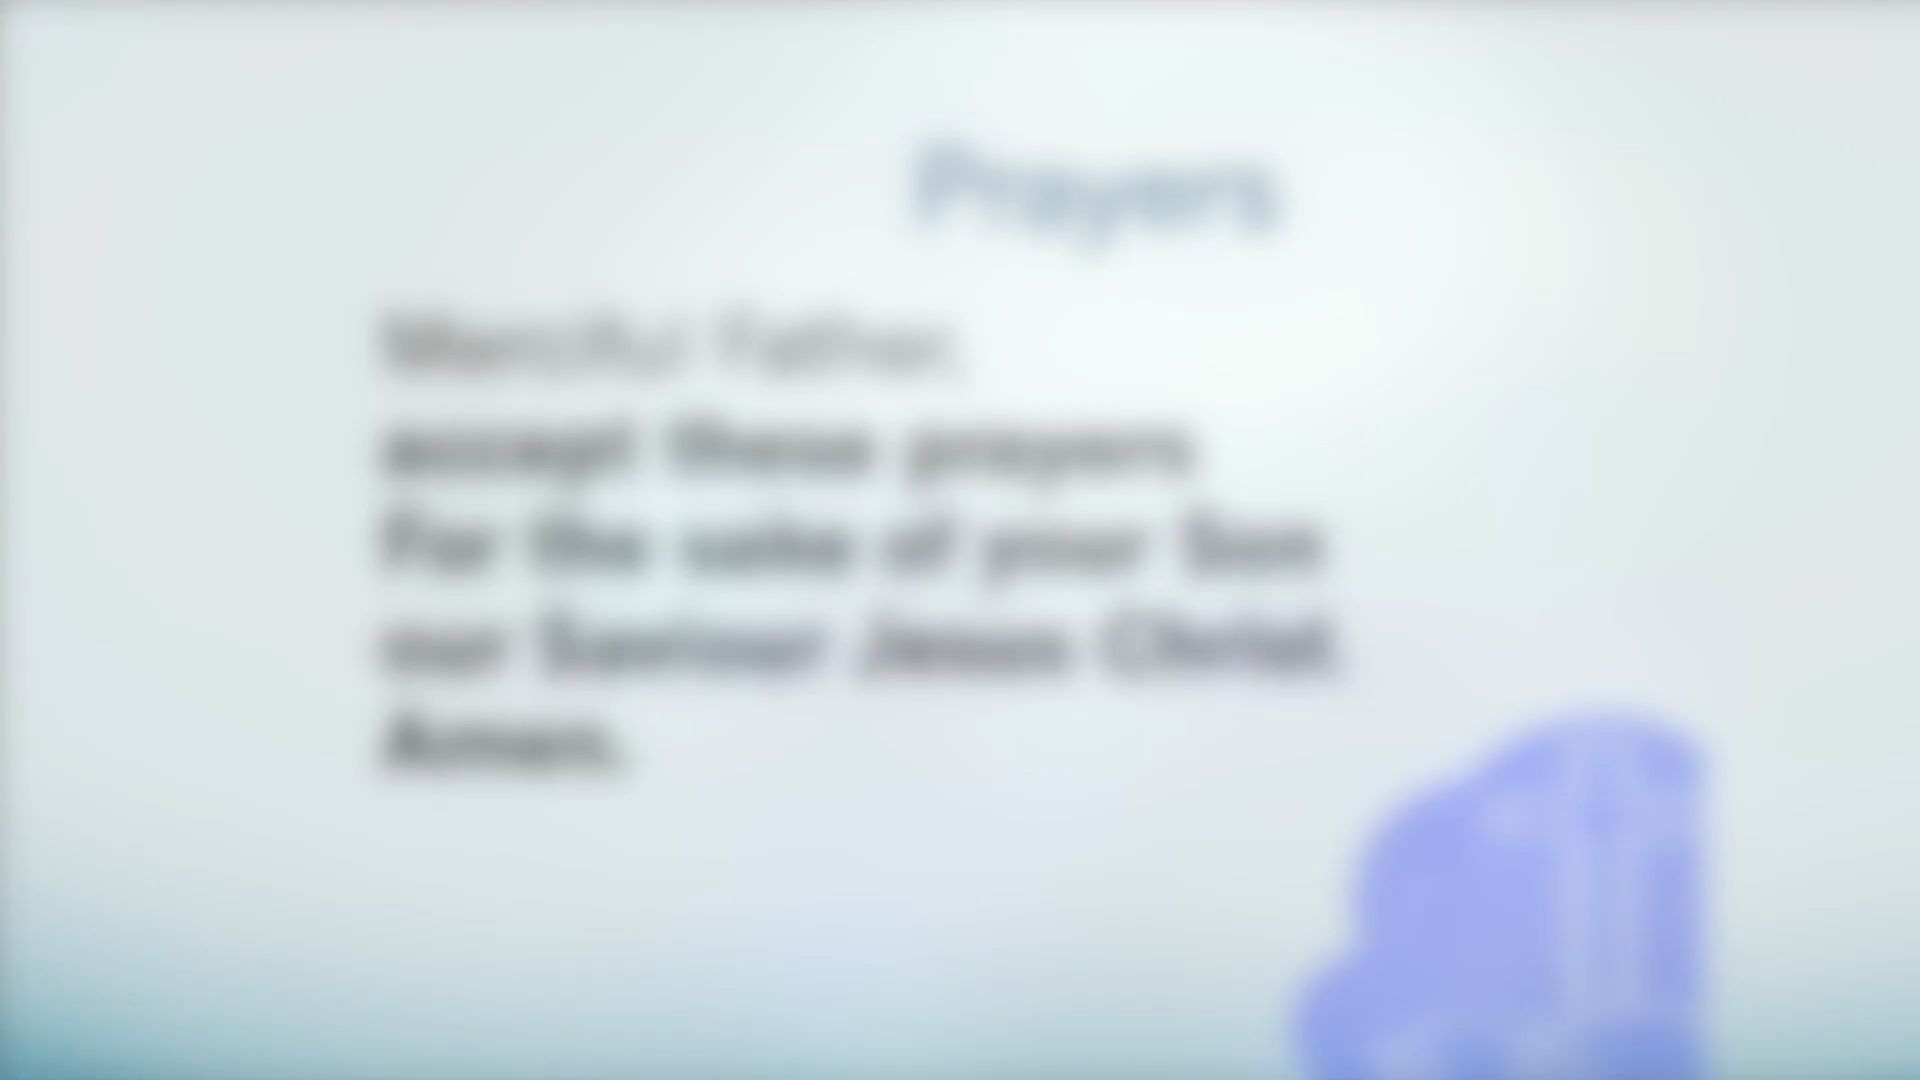 Prayers
Merciful Father,
accept these prayers
For the sake of your Son
our Saviour Jesus Christ.
Amen.